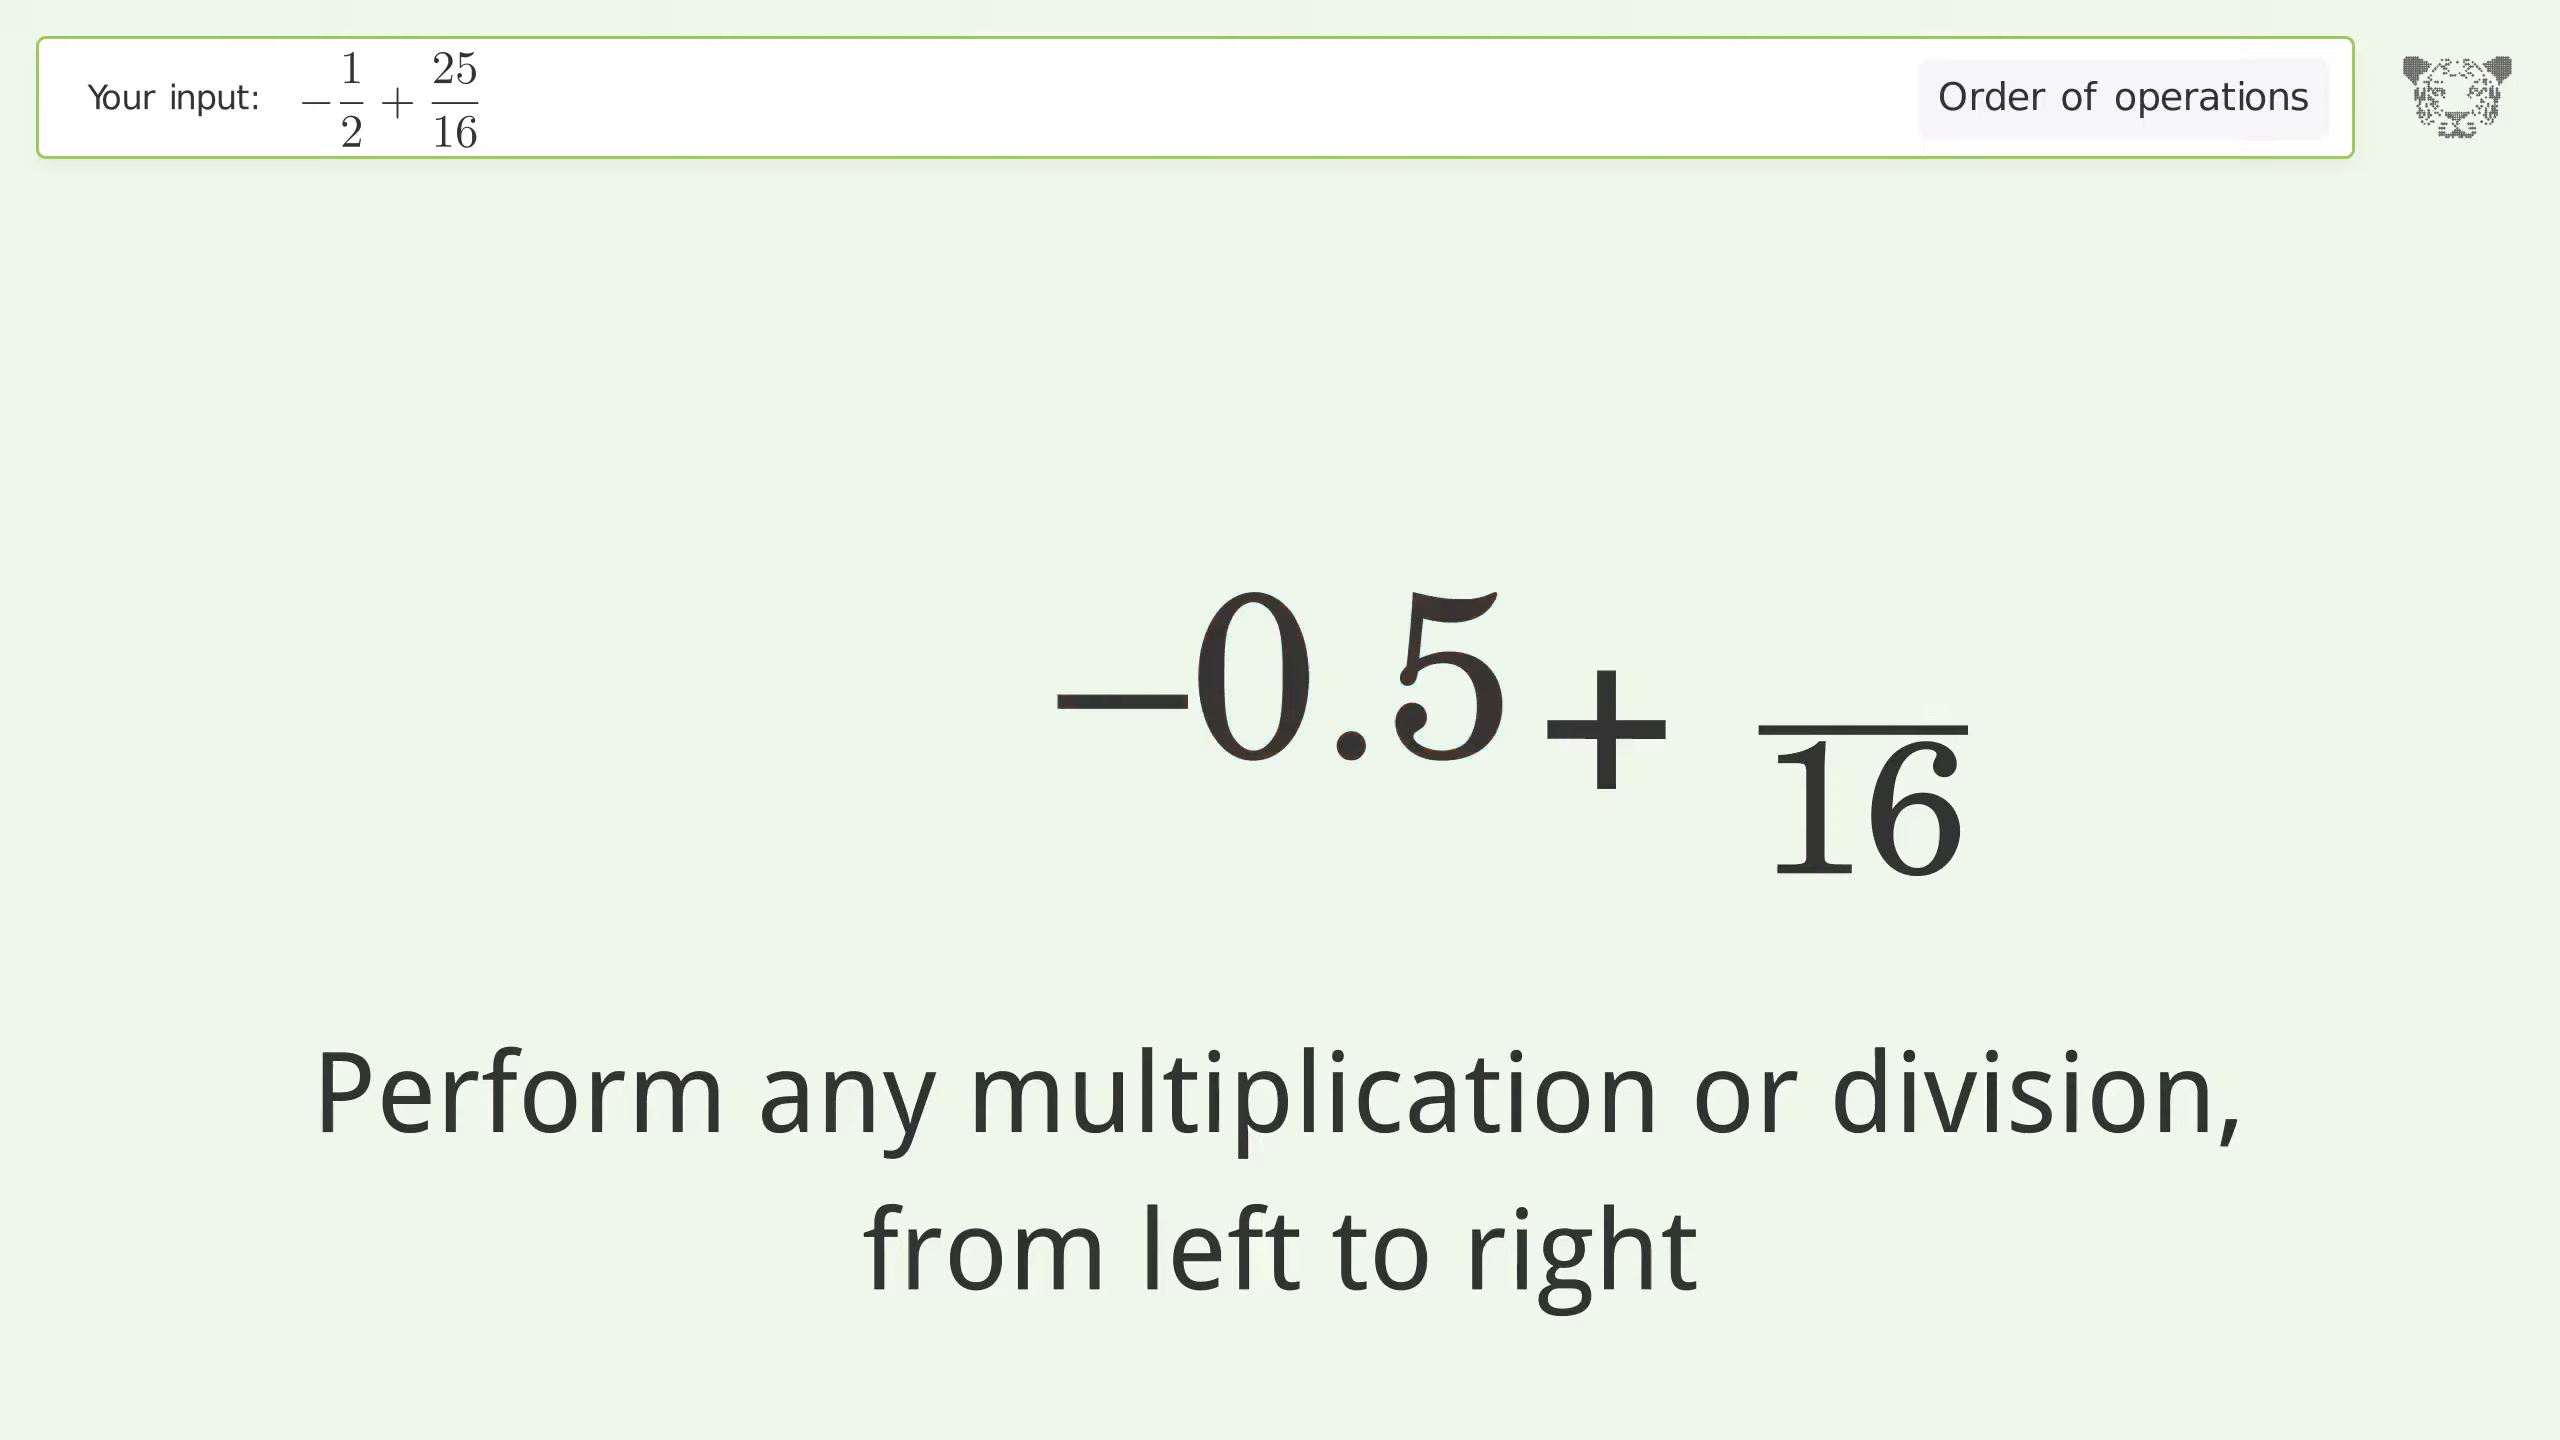 Your input: −1/2 + 25/16
Order of operations
−0.5 + /16
Perform any multiplication or division,
from left to right